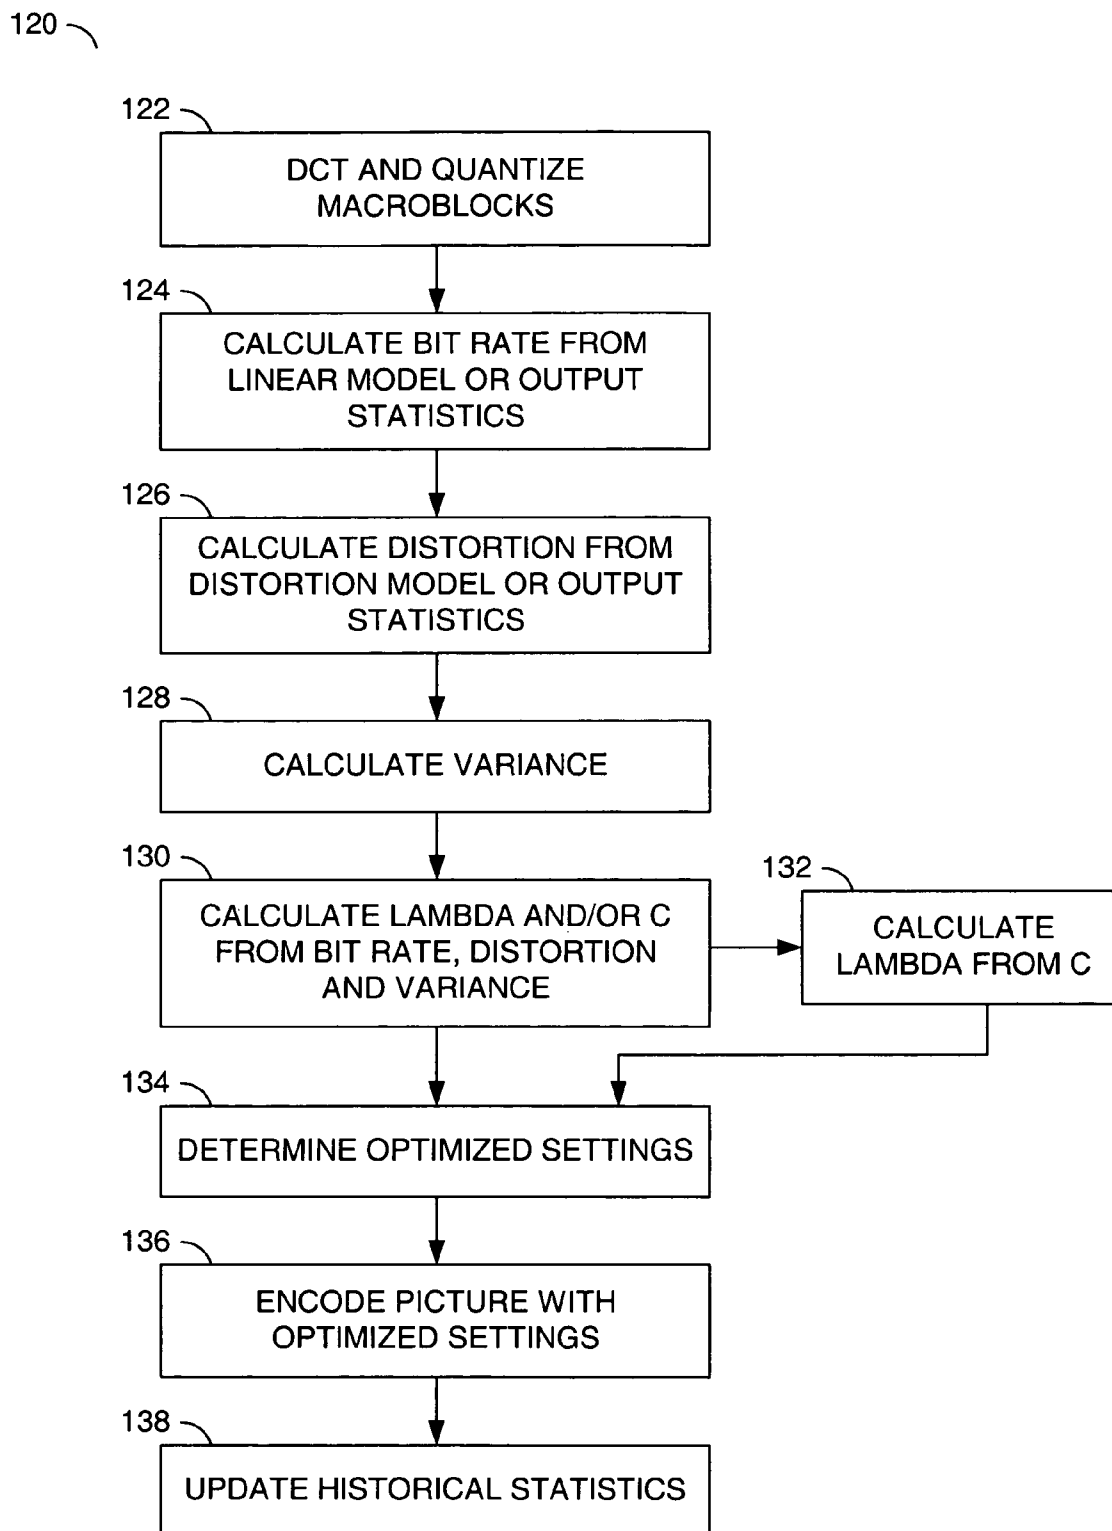 120
122
DCT AND QUANTIZE
MACROBLOCKS
124
CALCULATE BIT RATE FROM
LINEAR MODEL OR OUTPUT
STATISTICS
126
CALCULATE DISTORTION FROM
DISTORTION MODEL OR OUTPUT
STATISTICS
128
CALCULATE VARIANCE
130
CALCULATE LAMBDA AND/OR C
FROM BIT RATE, DISTORTION
AND VARIANCE
132
CALCULATE
LAMBDA FROM C
134
DETERMINE OPTIMIZED SETTINGS
136
ENCODE PICTURE WITH
OPTIMIZED SETTINGS
138
UPDATE HISTORICAL STATISTICS